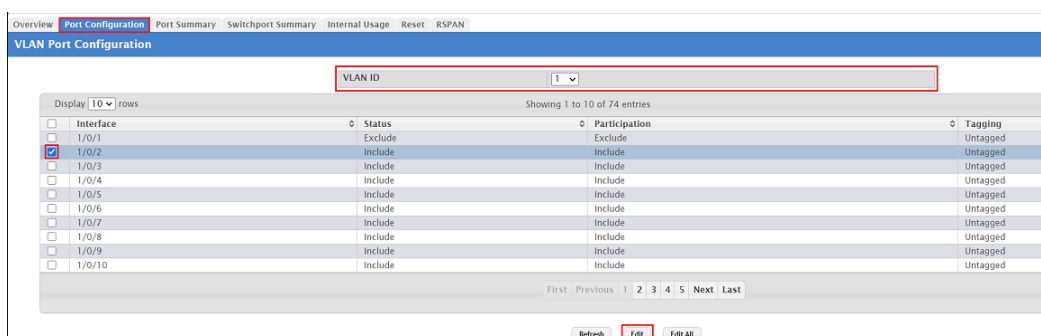 Overview Port Configuration Port Summary Switchport Summary Internal Usage Reset RSPAN
VLAN Port Configuration
VLAN ID 1
Display 10 rows Showing 1 to 10 of 74 entries
Interface Status Participation Tagging
1/0/1 Exclude Exclude Untagged
1/0/2 Include Include Untagged
1/0/3 Include Include Untagged
1/0/4 Include Include Untagged
1/0/5 Include Include Untagged
1/0/6 Include Include Untagged
1/0/7 Include Include Untagged
1/0/8 Include Include Untagged
1/0/9 Include Include Untagged
1/0/10 Include Include Untagged
First Previous 1 2 3 4 5 Next Last
Refresh Edit Edit All